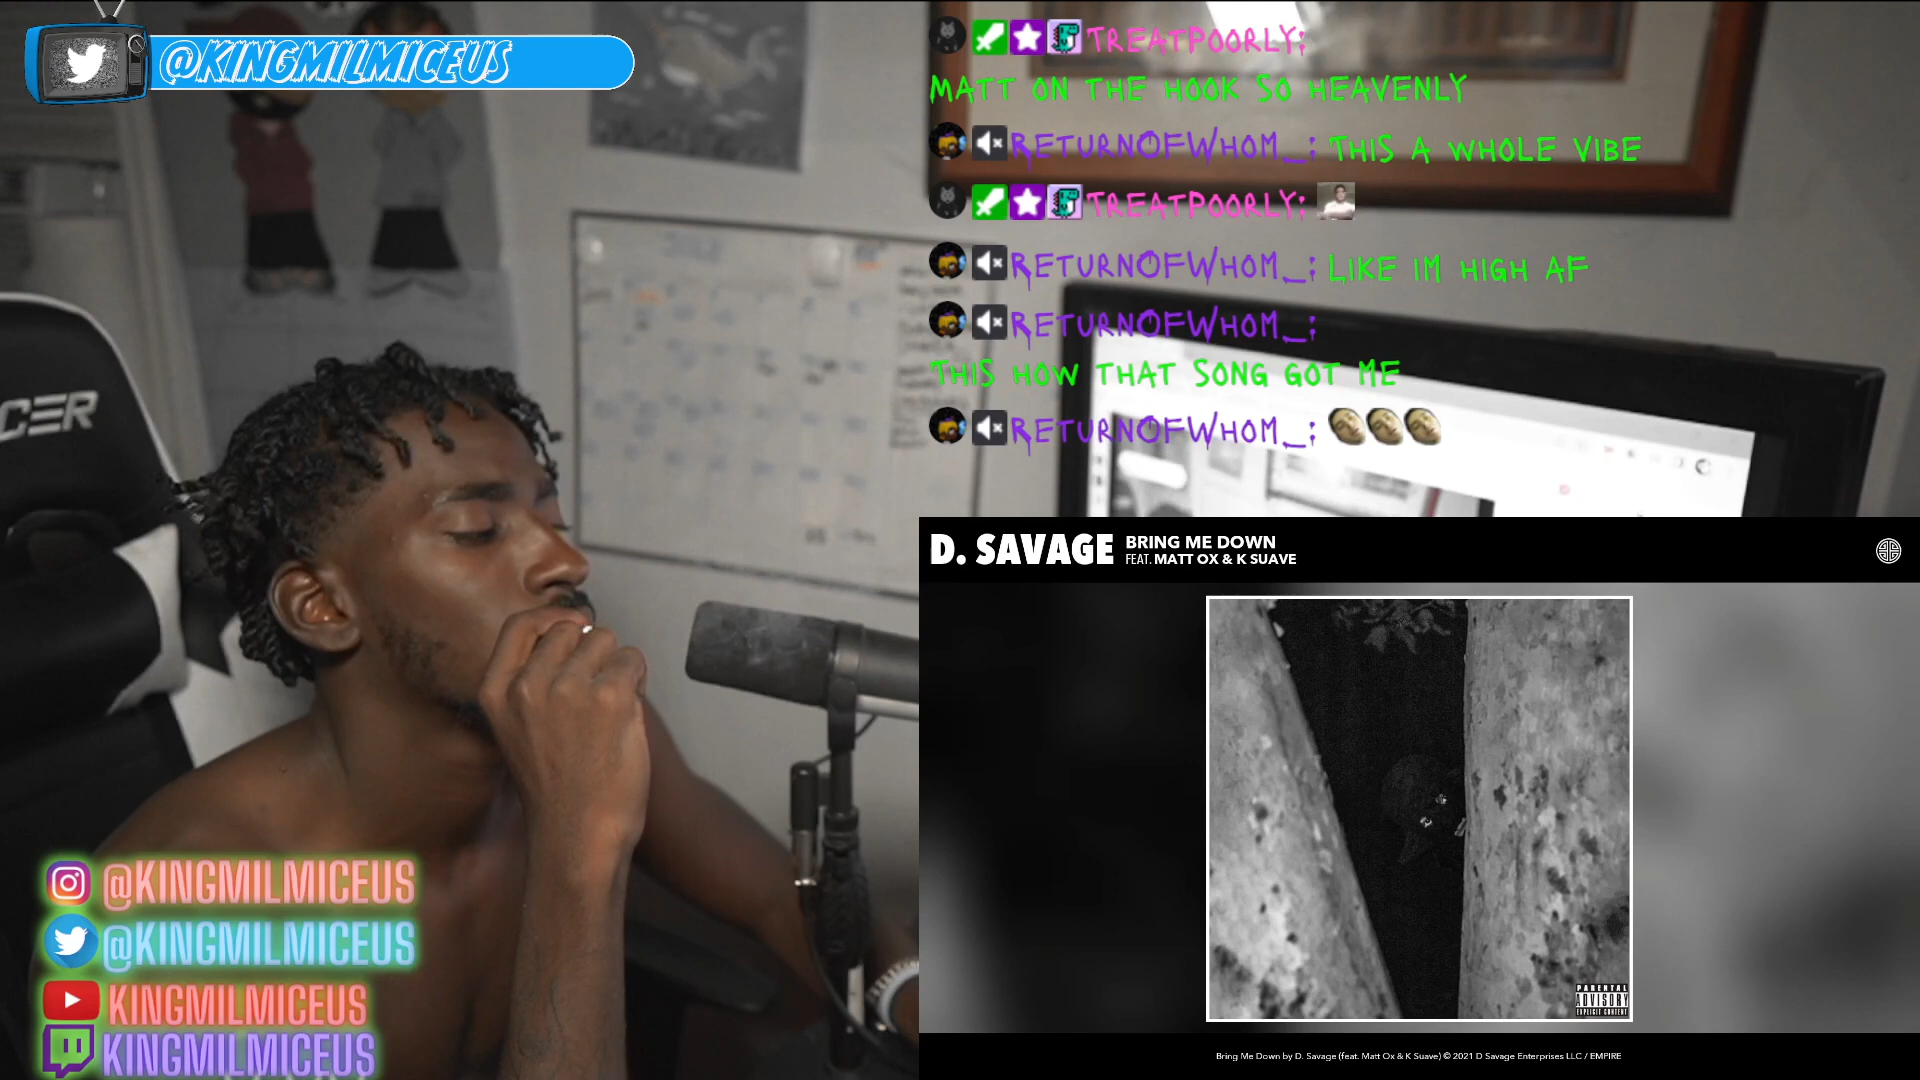 @KINGMILMICEUS
TREATPOORLY:
MATT ON THE HOOK SO HEAVENLY
RETURNOFWHOM_: THIS A WHOLE VIBE
TREATPOORLY:
RETURNOFWHOM_: LIKE IM HIGH AF
RETURNOFWHOM_:
THIS HOW THAT SONG GOT ME
RETURNOFWHOM_:
CER
D. SAVAGE
BRING ME DOWN
FEAT. MATT OX & K SUAVE
PARENTAL
ADVISORY
EXPLICIT CONTENT
Bring Me Down by D. Savage (feat. Matt Ox & K Suave) © 2021 D Savage Enterprises LLC / EMPIRE
@KINGMILMICEUS
@KINGMILMICEUS
KINGMILMICEUS
KINGMILMICEUS